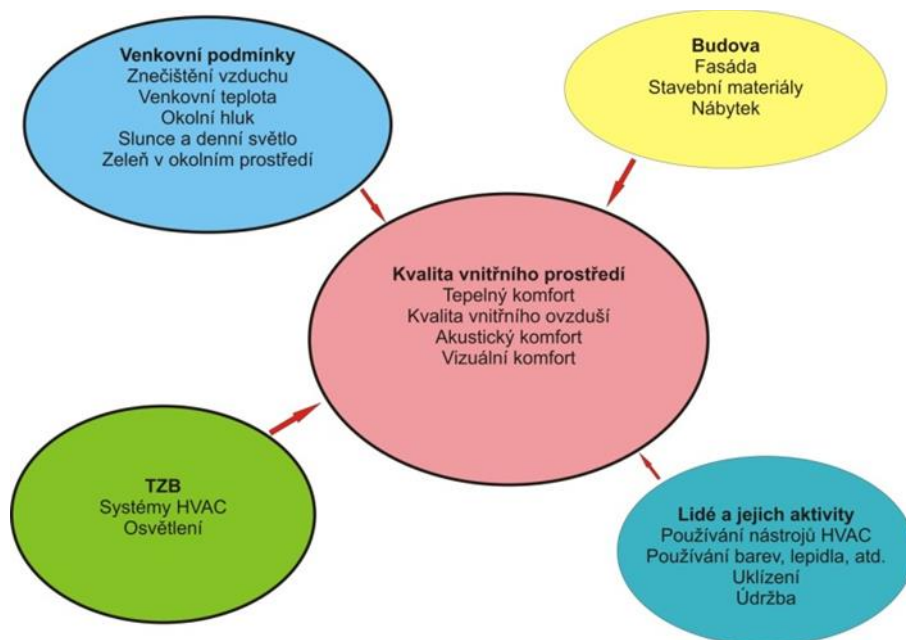 Venkovní podmínky
Znečištění vzduchu
Venkovní teplota
Okolní hluk
Slunce a denní světlo
Zeleň v okolním prostředí
Budova
Fasáda
Stavební materiály
Nábytek
Kvalita vnitřního prostředí
Tepelný komfort
Kvalita vnitřního ovzduší
Akustický komfort
Vizuální komfort
TZB
Systémy HVAC
Osvětlení
Lidé a jejich aktivity
Používání nástrojů HVAC
Používání barev, lepidla, atd.
Uklízení
Údržba